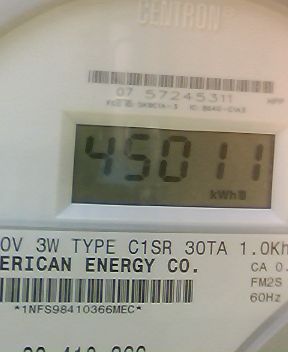 CENTRON®
07 57245311
45011
kWh
0V 3W TYPE C1SR 30TA 1.0Kh
ERICAN ENERGY CO.
CA 0.
FM2S
60Hz
*1NFS98410366MEC*